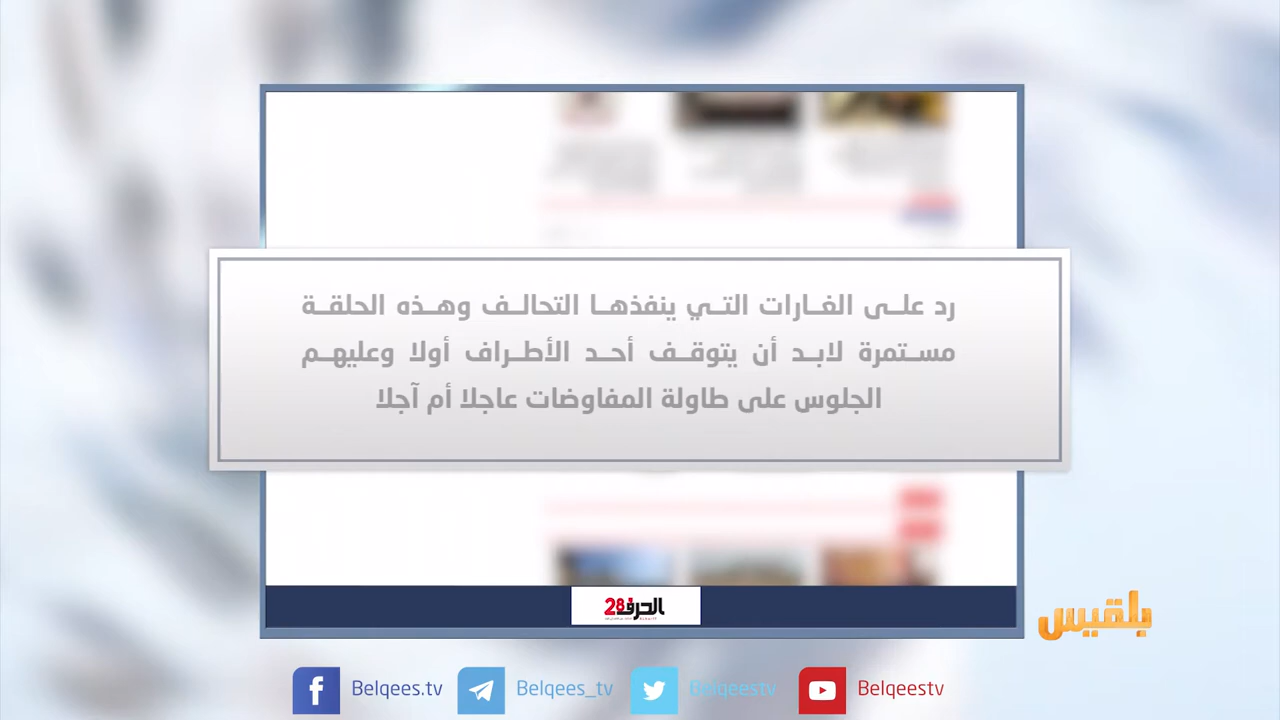 رد على الغارات التي ينفذها التحالف وهذه الحلقة
مستمرة لابد أن يتوقف أحد الأطراف أولا وعليهم
الجلوس على طاولة المفاوضات عاجلا أم آجلا
الحرف28
بلقيس
Belqees.tv
Belqees_tv
Belqeestv
Belqeestv